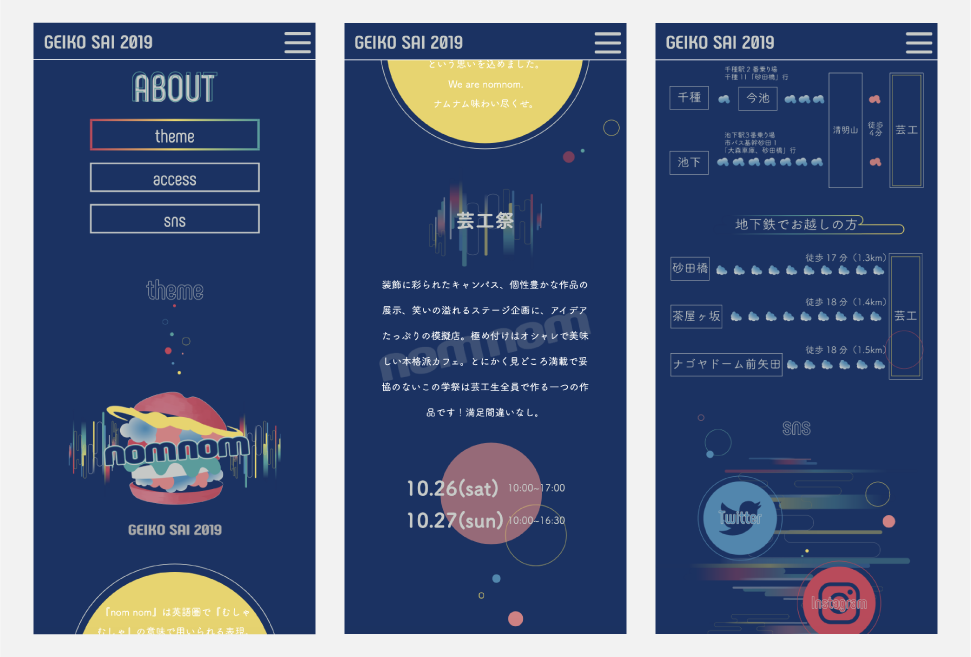 GEIKO SAI 2019
ABOUT
theme
access
sns
theme
nomnom
GEIKO SAI 2019
『nom nom』は英語圏で『むしゃ
むしゃ』の意味で用いられる表現
GEIKO SAI 2019
という思いを込めました。
We are nomnom.
ナムナム味わい尽くせ。
芸工祭
装飾に彩られたキャンパス、個性豊かな作品の
展示、笑いの溢れるステージ企画に、アイデア
たっぷりの模擬店。極め付けはオシャレで美味
しい本格派カフェ。とにかく見どころ満載で妥
協のないこの学祭は芸工生全員で作る一つの作
品です！満足間違いなし。
nomnom
10.26(sat) 10:00~17:00
10.27(sun) 10:00~16:30
GEIKO SAI 2019
千種駅2番乗り場
千種11「砂田橋」行
千種
今池
清明山
徒歩
4分
芸工
池下駅3番乗り場
市バス基幹砂田1
「大森車庫、砂田橋」行
池下
地下鉄でお越しの方
徒歩17分（1.3km）
砂田橋
徒歩18分（1.4km）
茶屋ヶ坂
芸工
徒歩18分（1.5km）
ナゴヤドーム前矢田
sns
Twitter
Instagram